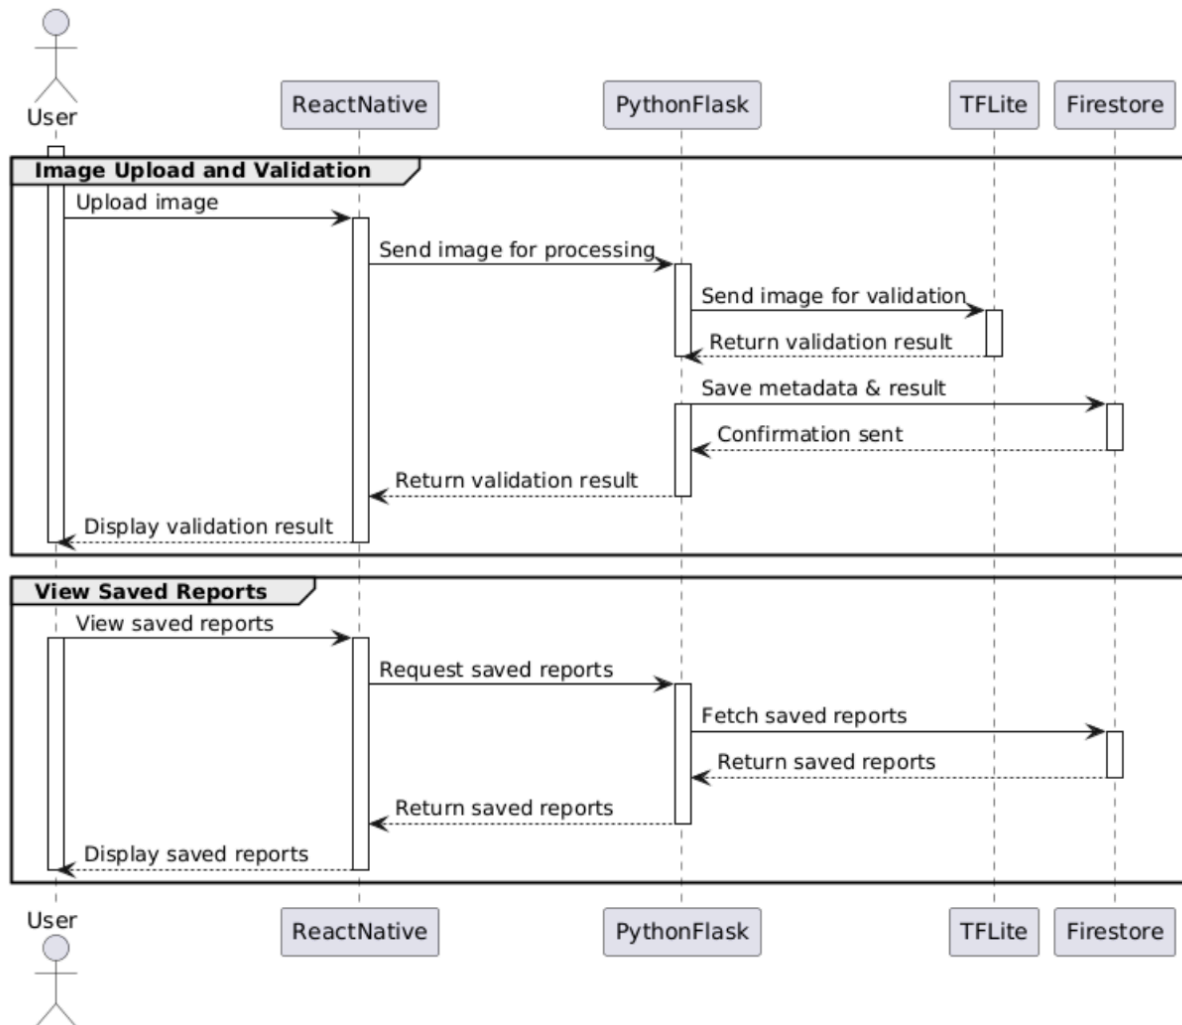 User
ReactNative
PythonFlask
TFLite
Firestore
Image Upload and Validation
Upload image
Send image for processing
Send image for validation
Return validation result
Save metadata & result
Confirmation sent
Return validation result
Display validation result
View Saved Reports
View saved reports
Request saved reports
Fetch saved reports
Return saved reports
Return saved reports
Display saved reports
User
ReactNative
PythonFlask
TFLite
Firestore